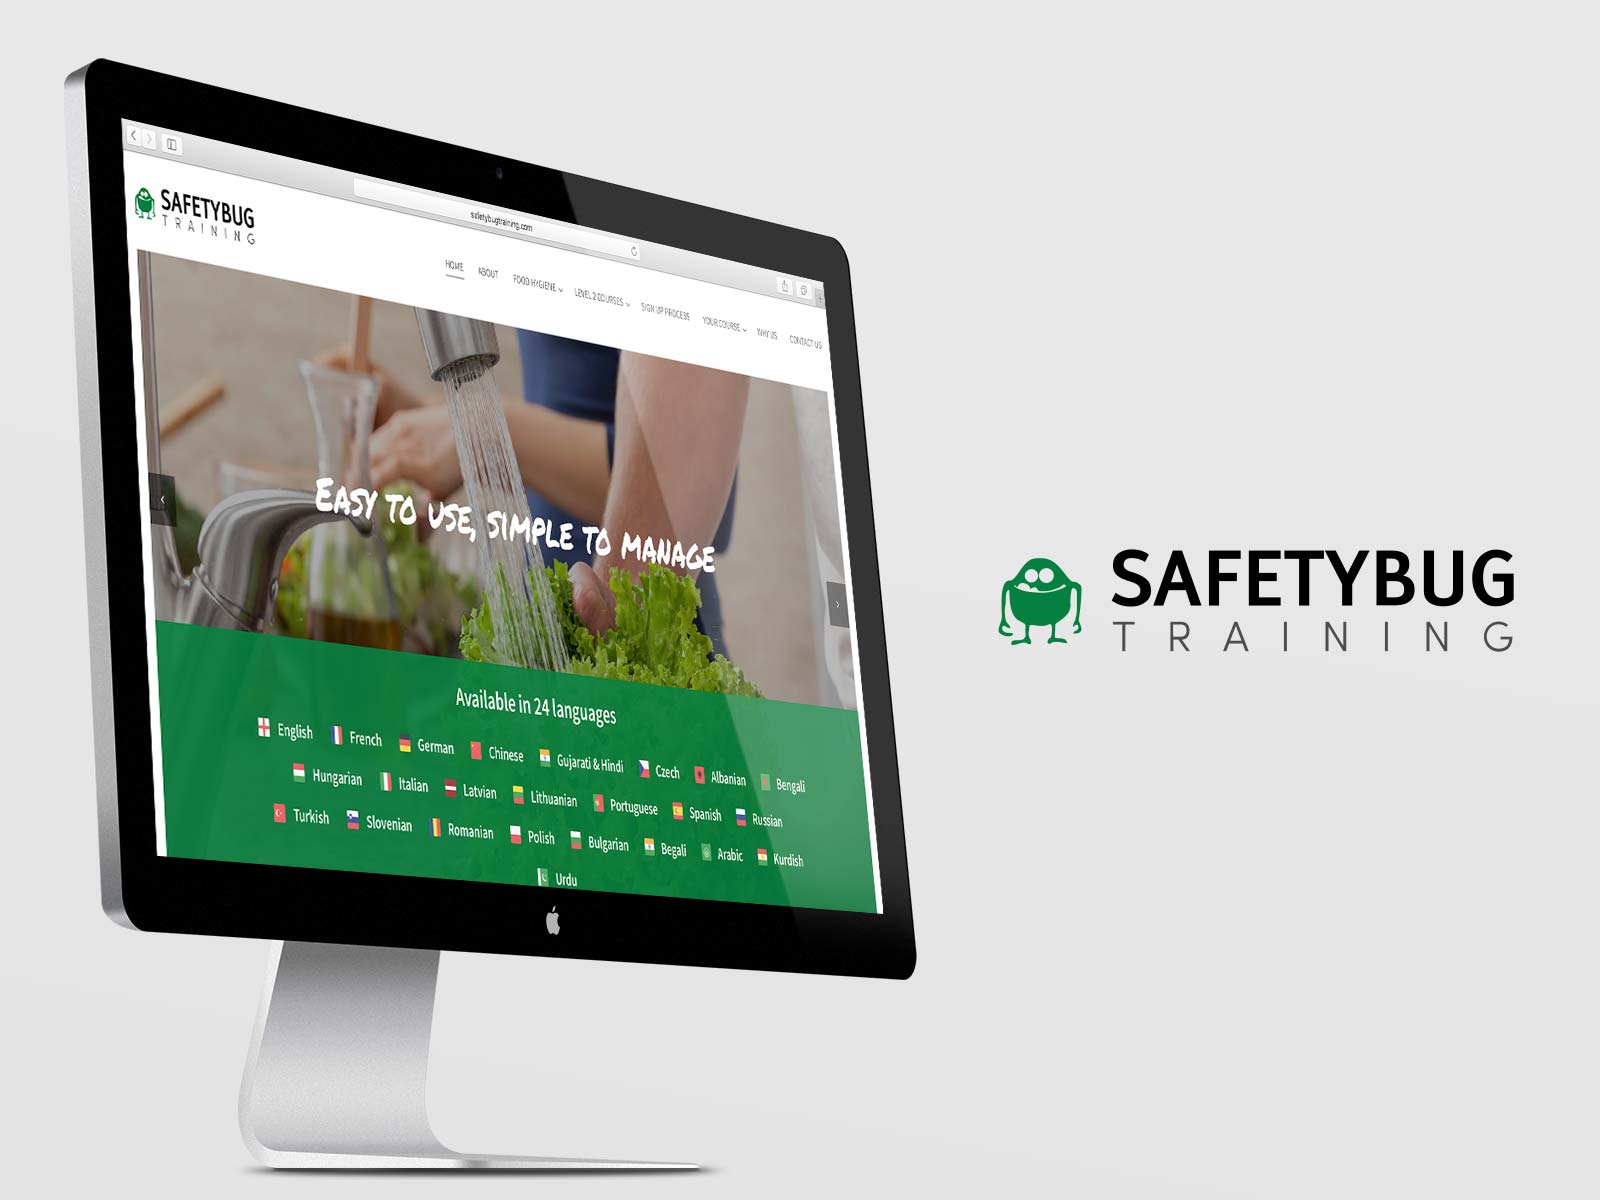 SAFETYBUG
TRAINING
safetybugtraining.com
HOME ABOUT FOOD HYGIENE LEVEL 2 COURSES SIGN UP PROCESS YOUR COURSE WHY US CONTACT US
EASY TO USE, SIMPLE TO MANAGE
Available in 24 languages
English French German Chinese Gujarati & Hindi Czech Albanian Bengali
Hungarian Italian Latvian Lithuanian Portuguese Spanish Russian
Turkish Slovenian Romanian Polish Bulgarian Begali Arabic Kurdish
Urdu
SAFETYBUG
TRAINING